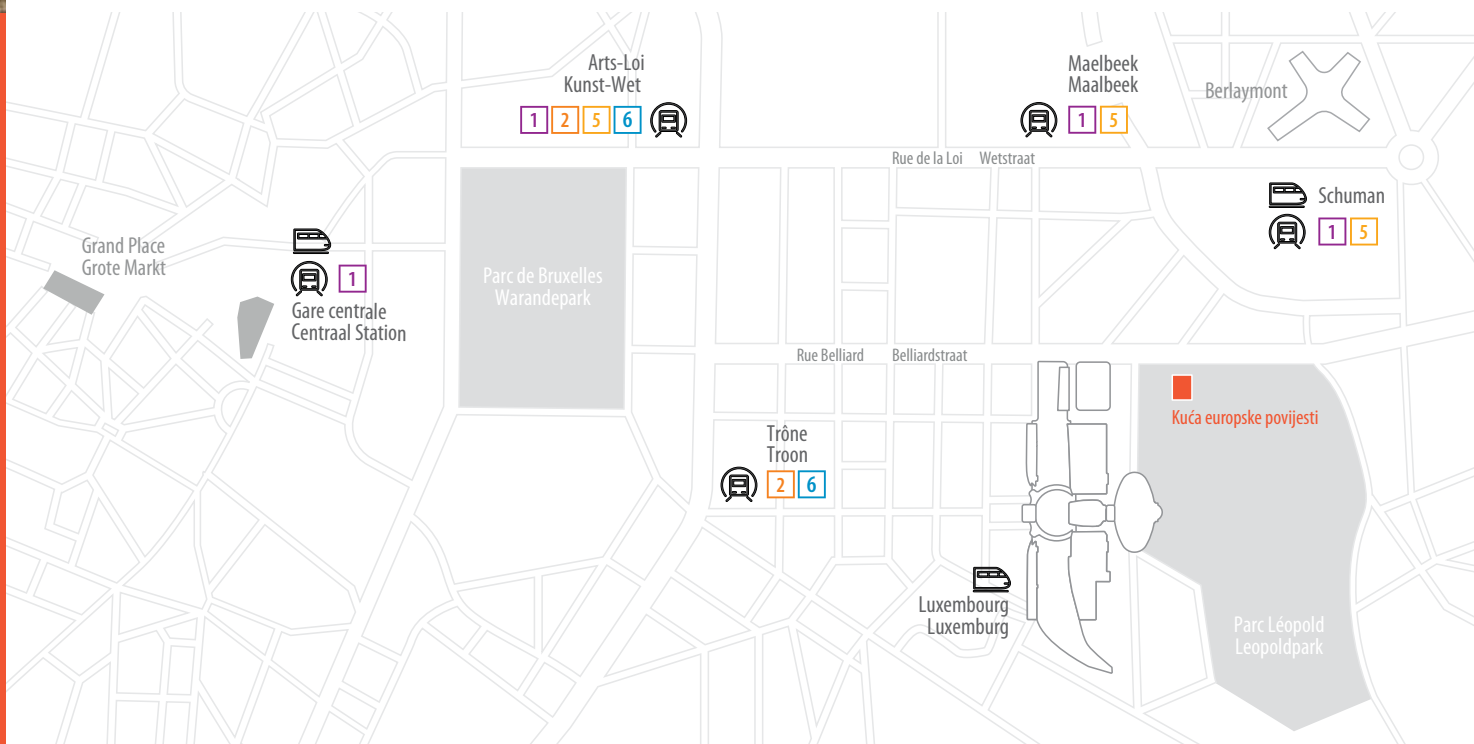 Arts-Loi
Kunst-Wet
1 2 5 6
Maelbeek
Maalbeek
1 5
Berlaymont
Rue de la Loi Wetstraat
Schuman
1 5
Grand Place
Grote Markt
1
Gare centrale
Centraal Station
Parc de Bruxelles
Warandepark
Rue Belliard Belliardstraat
Kuća europske povijesti
Trône
Troon
2 6
Luxembourg
Luxemburg
Parc Léopold
Leopoldpark